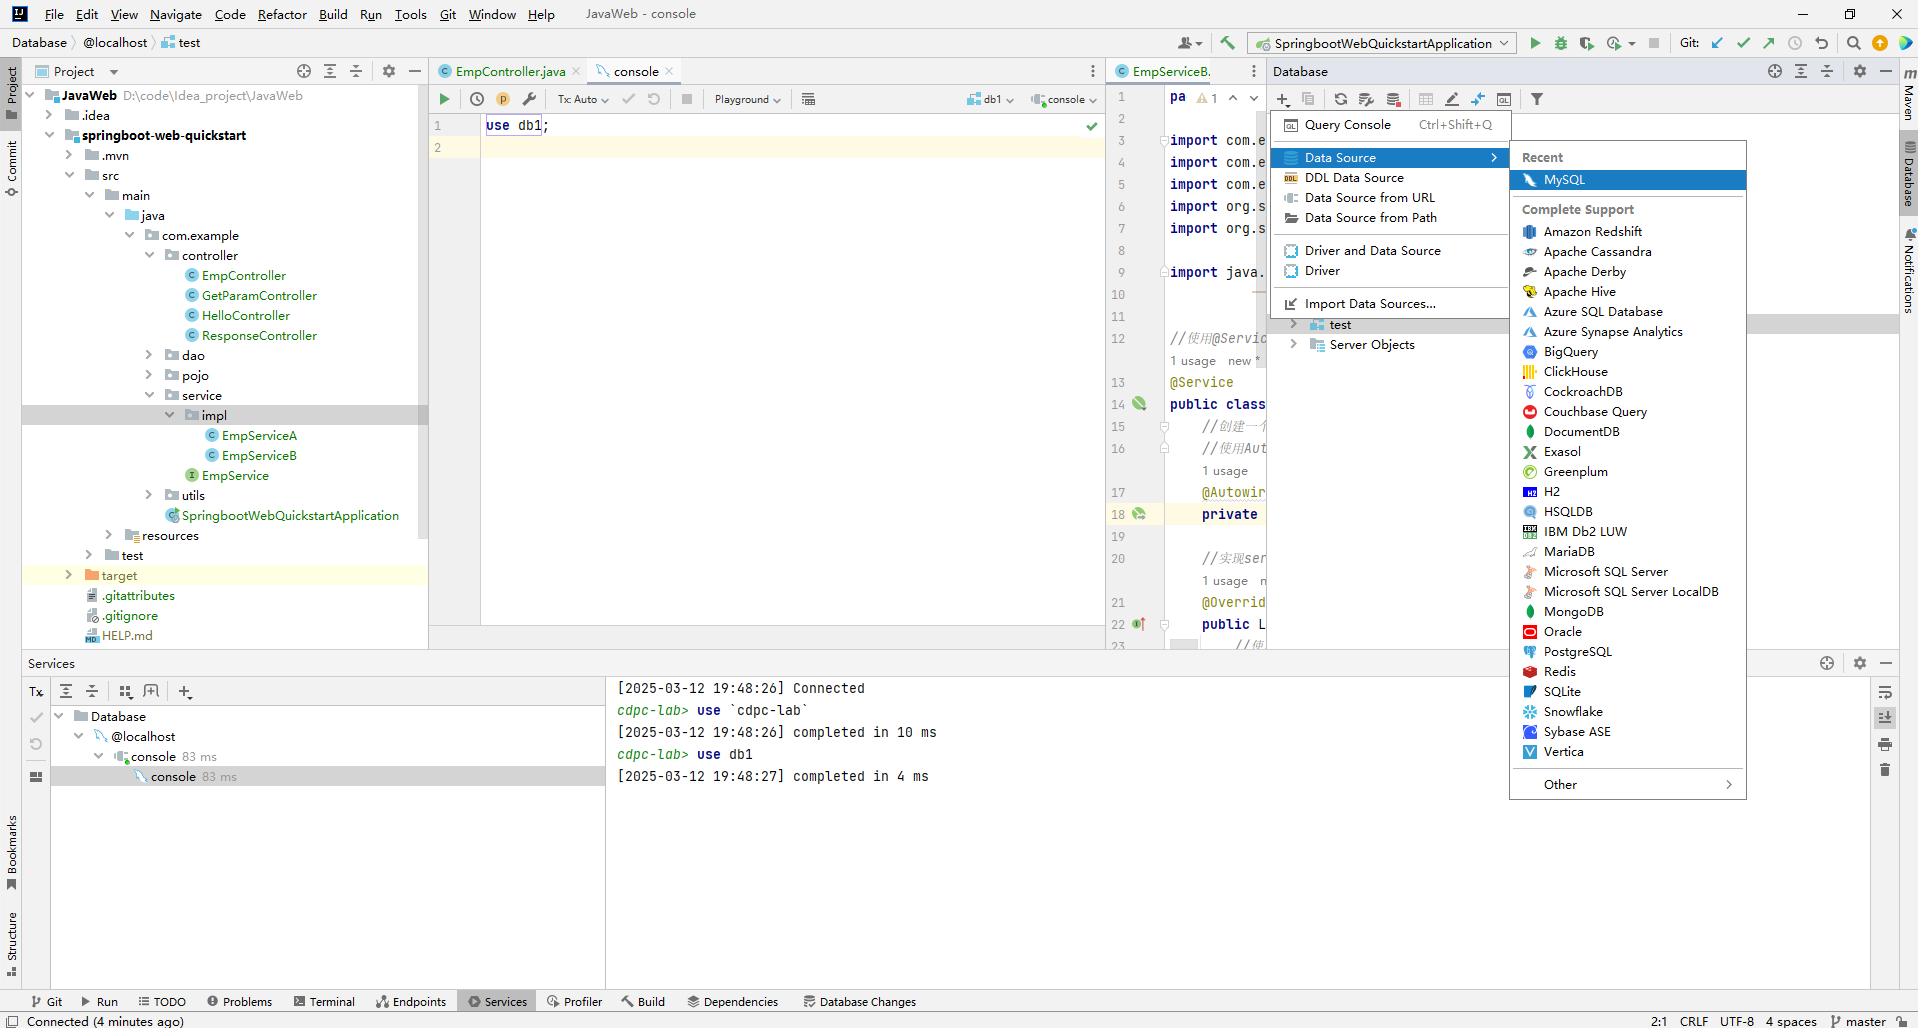 File Edit View Navigate Code Refactor Build Run Tools Git Window Help JavaWeb - console
Database @localhost test
SpringbootWebQuickstartApplication Git:
Project
EmpController.java console
EmpServiceB.
Database
JavaWeb D:\code\Idea_project\JavaWeb
.idea
springboot-web-quickstart
.mvn
src
main
java
com.example
controller
EmpController
GetParamController
HelloController
ResponseController
dao
pojo
service
impl
EmpServiceA
EmpServiceB
EmpService
utils
SpringbootWebQuickstartApplication
resources
test
target
.gitattributes
.gitignore
HELP.md
Tx: Auto Playground db1 console
1 use db1;
2
1 pa 1
2
3 import com.e
4 import com.e
5 import com.e
6 import org.s
7 import org.s
8
9 import java.
10
11
12 //使用@Servic
1 usage new *
13 @Service
14 public class
15 //创建一个
16 //使用Aut
1 usage
17 @Autowir
18 private
19
20 //实现ser
1 usage n
21 @Overrid
22 public L
23 //使
Query Console Ctrl+Shift+Q
Data Source
DDL Data Source
Data Source from URL
Data Source from Path
Driver and Data Source
Driver
Import Data Sources...
test
Server Objects
Recent
MySQL
Complete Support
Amazon Redshift
Apache Cassandra
Apache Derby
Apache Hive
Azure SQL Database
Azure Synapse Analytics
BigQuery
ClickHouse
CockroachDB
Couchbase Query
DocumentDB
Exasol
Greenplum
H2
HSQLDB
IBM Db2 LUW
MariaDB
Microsoft SQL Server
Microsoft SQL Server LocalDB
MongoDB
Oracle
PostgreSQL
Redis
SQLite
Snowflake
Sybase ASE
Vertica
Other
Project
Commit
Bookmarks
Structure
Maven
Database
Notifications
Services
Tx
Database
@localhost
console 83 ms
console 83 ms
[2025-03-12 19:48:26] Connected
cdpc-lab> use `cdpc-lab`
[2025-03-12 19:48:26] completed in 10 ms
cdpc-lab> use db1
[2025-03-12 19:48:27] completed in 4 ms
Git Run TODO Problems Terminal Endpoints Services Profiler Build Dependencies Database Changes
Connected (4 minutes ago) 2:1 CRLF UTF-8 4 spaces master